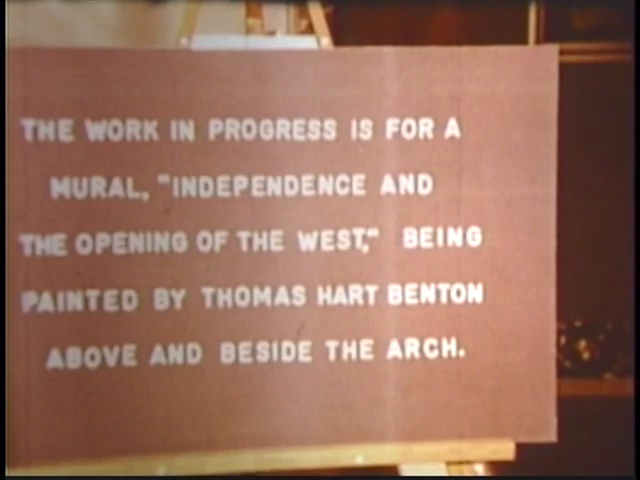 THE WORK IN PROGRESS IS FOR A
MURAL, "INDEPENDENCE AND
THE OPENING OF THE WEST," BEING
PAINTED BY THOMAS HART BENTON
ABOVE AND BESIDE THE ARCH.